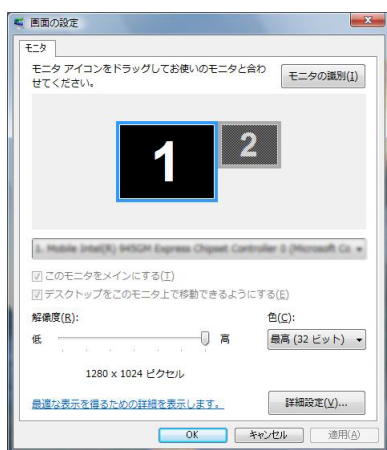 画面の設定
モニタ
モニタ アイコンをドラッグしてお使いのモニタと合わ
せてください。
モニタの識別(I)
1
2
1. Mobile Intel(R) 945GM Express Chipset Controller 0 (Microsoft Co
このモニタをメインにする(T)
デスクトップをこのモニタ上で移動できるようにする(E)
解像度(R):
色(C):
低
高
最高 (32 ビット)
1280 x 1024 ピクセル
最適な表示を得るための詳細を表示します。
詳細設定(V)...
OK
キャンセル
適用(A)